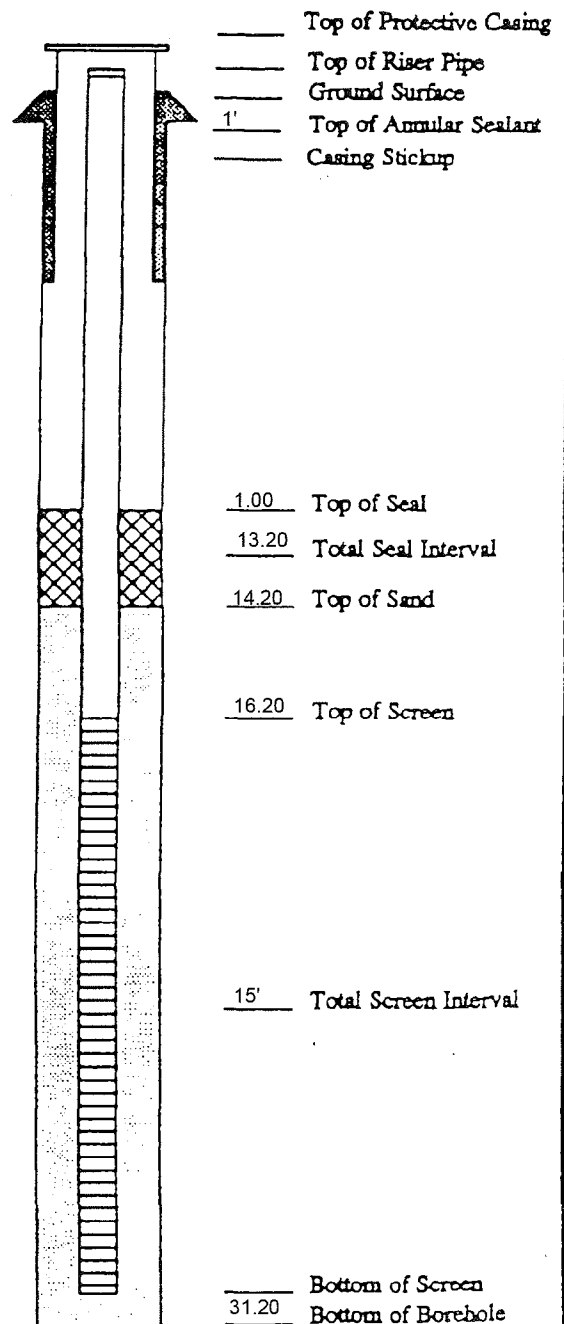 Top of Protective Casing
Top of Riser Pipe
Ground Surface
1' Top of Annular Sealant
Casing Stickup
1.00 Top of Seal
13.20 Total Seal Interval
14.20 Top of Sand
16.20 Top of Screen
15' Total Screen Interval
Bottom of Screen
31.20 Bottom of Borehole